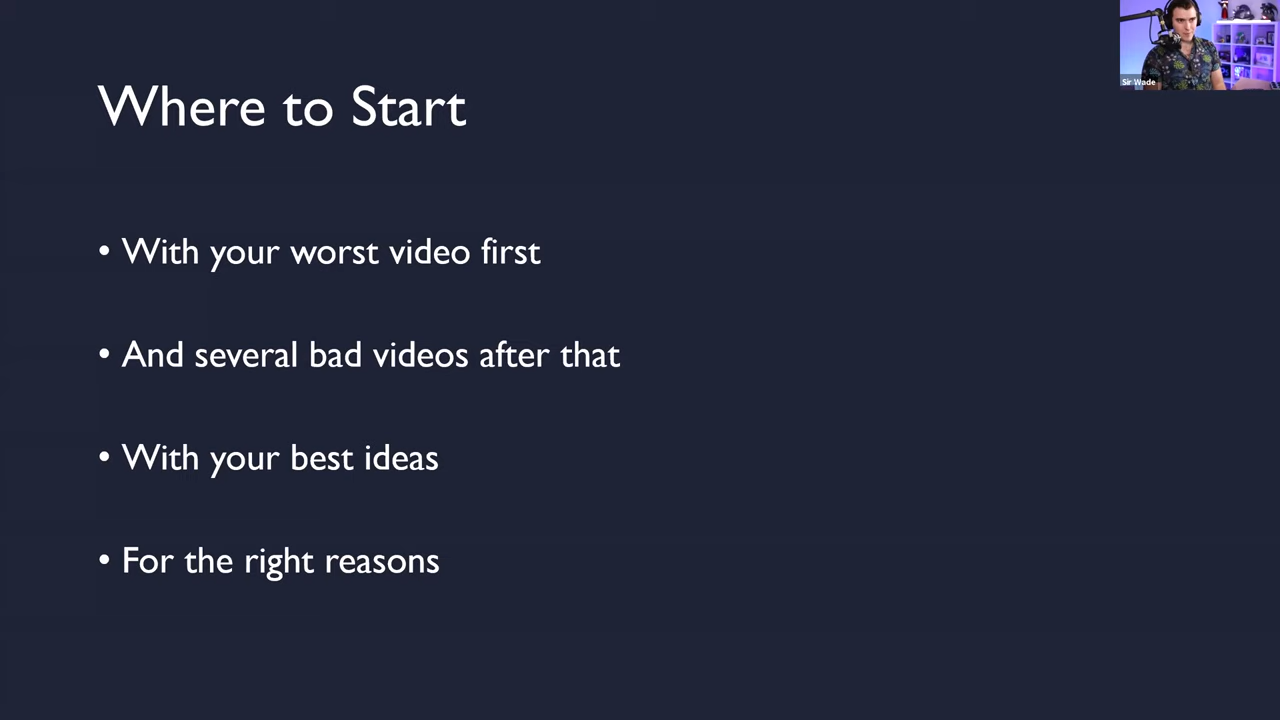 Where to Start
• With your worst video first
• And several bad videos after that
• With your best ideas
• For the right reasons
Sir Wade